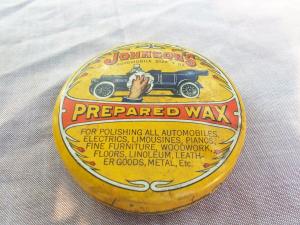 JOHNSON'S
PREPARED WAX
FOR POLISHING ALL AUTOMOBILES,
ELECTRICS, LIMOUSINES, PIANOS,
FINE FURNITURE, WOODWORK,
FLOORS, LINOLEUM, LEATH-
ER GOODS, METAL, Etc.